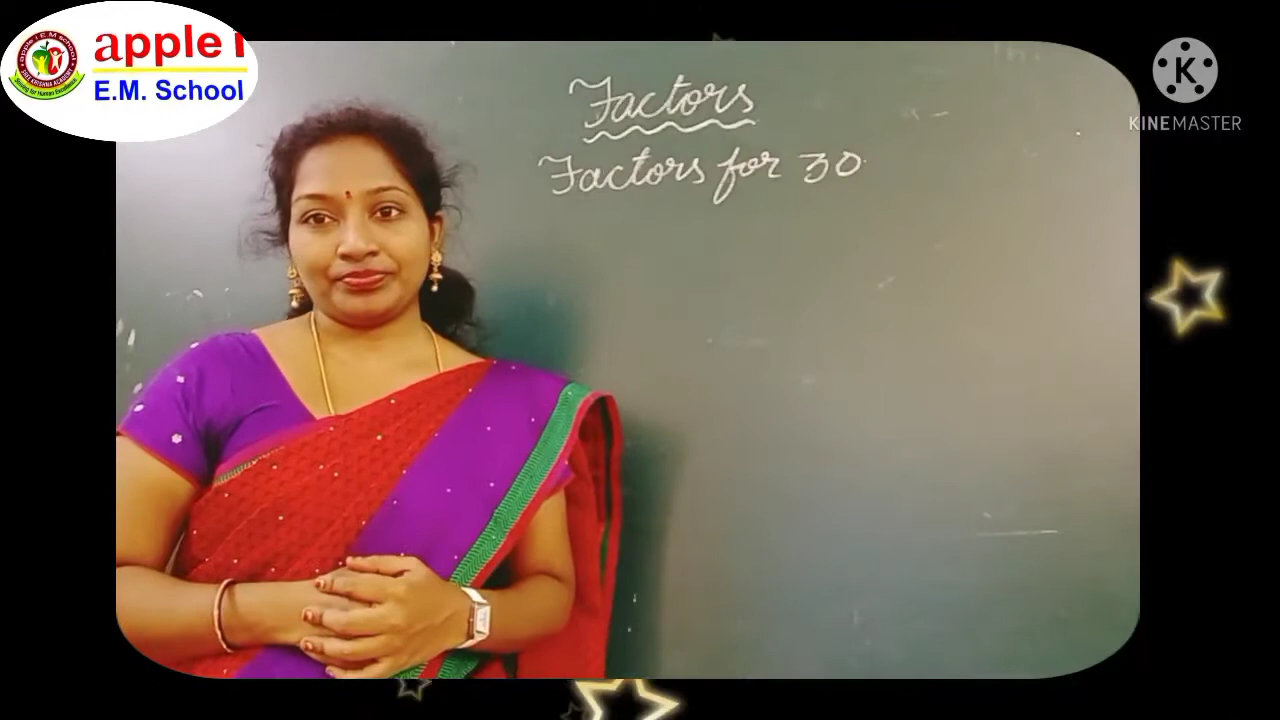 apple i
E.M. School
Factors
Factors for 30
K
KINEMASTER